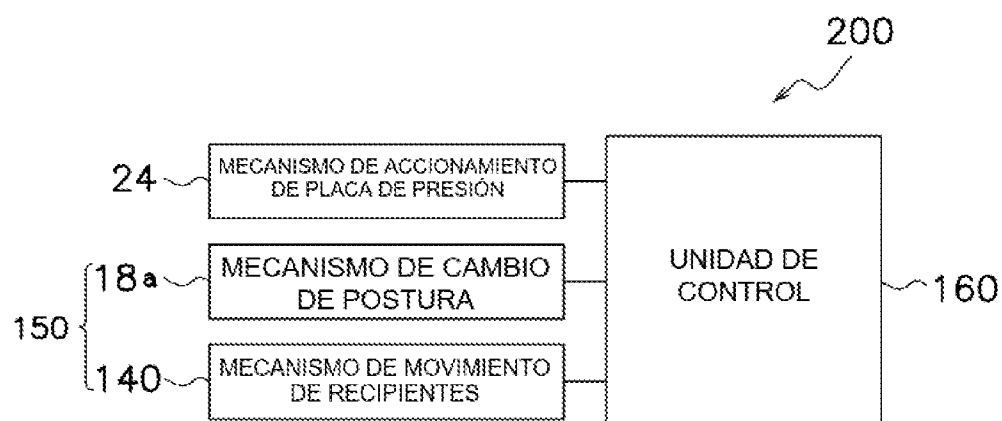 200
24
MECANISMO DE ACCIONAMIENTO
DE PLACA DE PRESIÓN
150
18a
MECANISMO DE CAMBIO
DE POSTURA
140
MECANISMO DE MOVIMIENTO
DE RECIPIENTES
UNIDAD DE
CONTROL
160